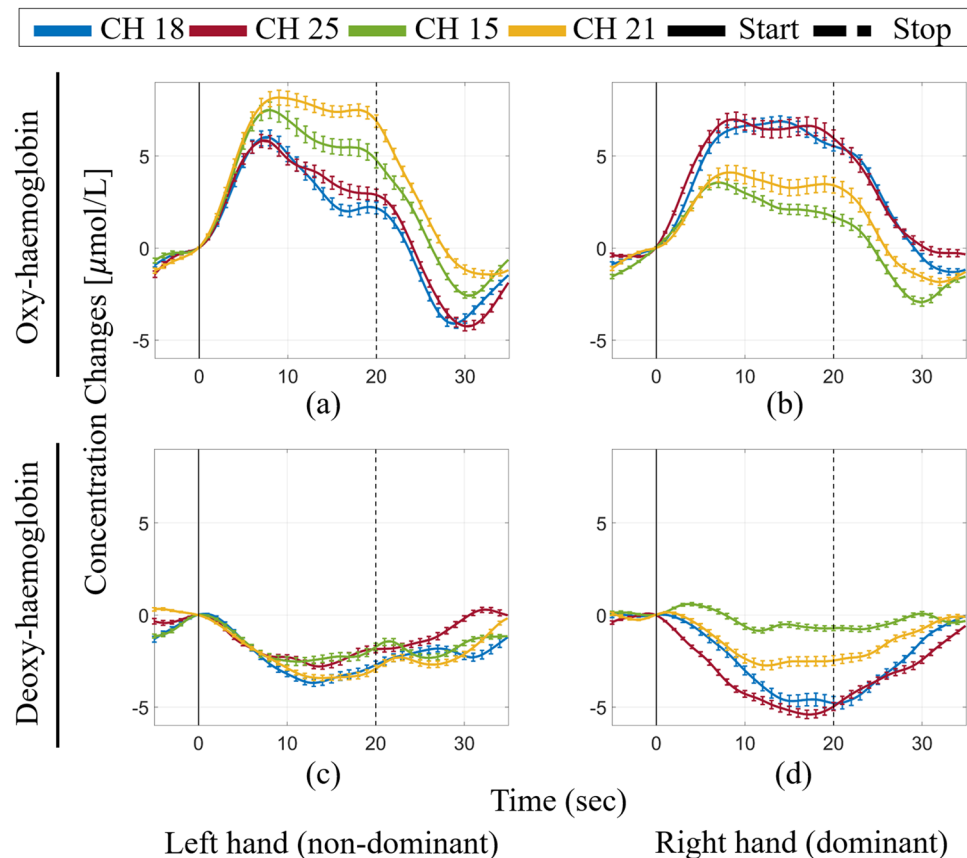 CH 18 CH 25 CH 15 CH 21 Start Stop
Oxy-haemoglobin
Deoxy-haemoglobin
Concentration Changes [μmol/L]
5
0
-5
0 10 20 30
(a)
5
0
-5
0 10 20 30
(b)
5
0
-5
0 10 20 30
(c)
5
0
-5
0 10 20 30
(d)
Time (sec)
Left hand (non-dominant) Right hand (dominant)